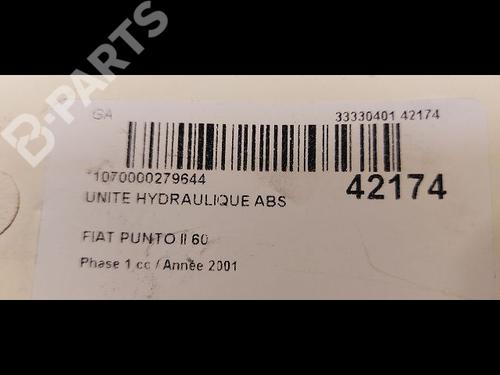 B-PARTS
GA 33330401 42174
*1070000279644
42174
UNITE HYDRAULIQUE ABS
FIAT PUNTO II 60
Phase 1 cc / Année 2001